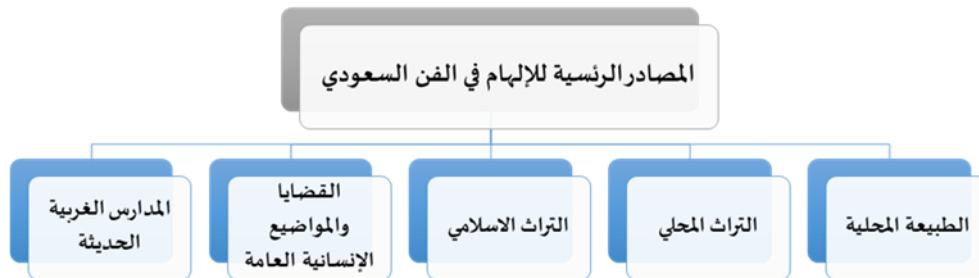 المصادر الرئسية للإلهام في الفن السعودي
الطبيعة المحلية
التراث المحلي
التراث الاسلامي
القضايا
والمواضيع
الإنسانية العامة
المدارس الغربية
الحديثة